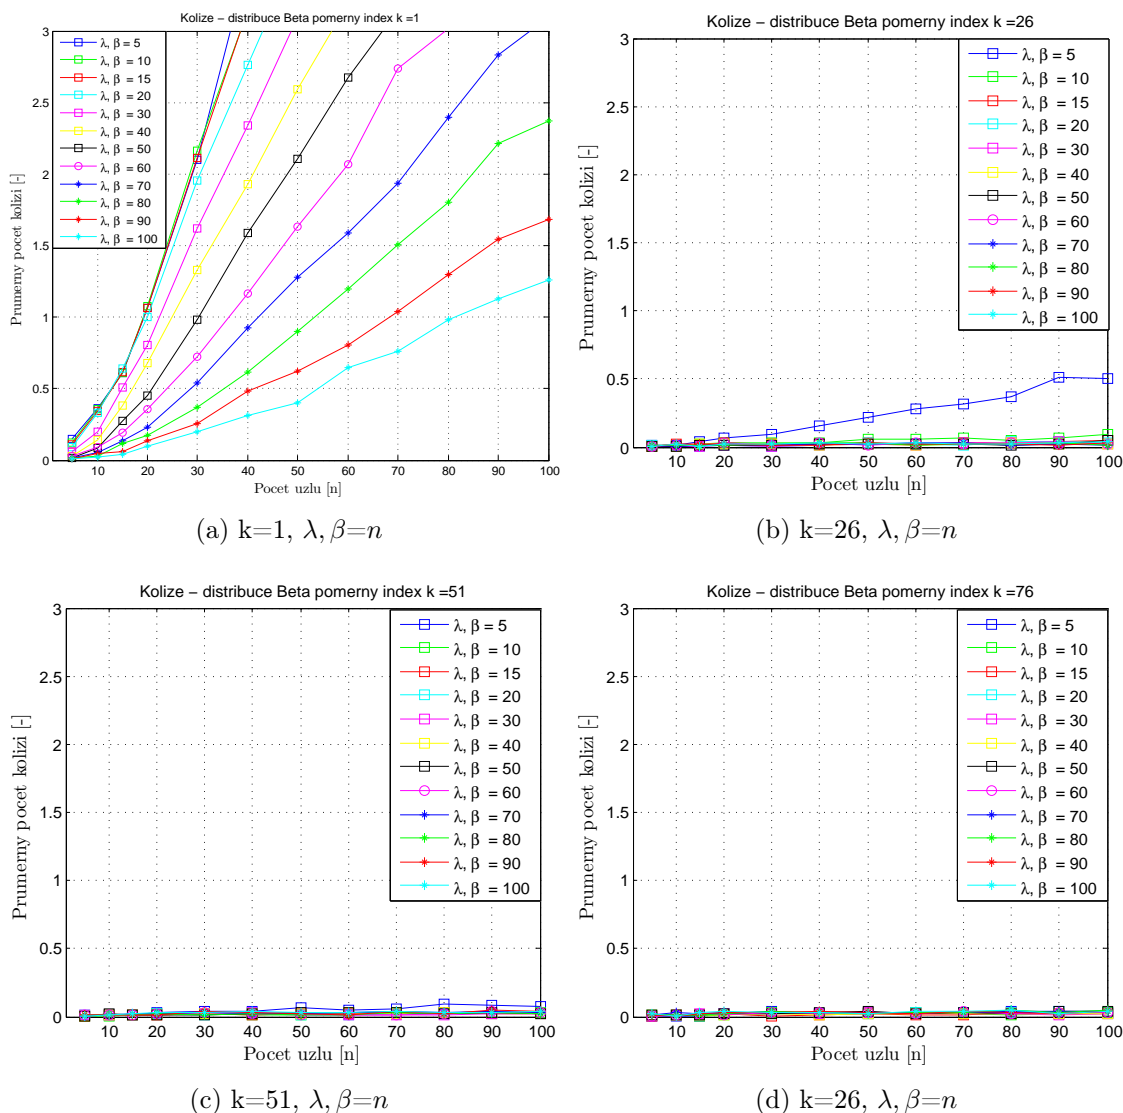 Kolize – distribuce Beta pomerny index k =1
Prumerny pocet kolizi [-]
3
2.5
2
1.5
1
0.5
0
λ, β = 5
λ, β = 10
λ, β = 15
λ, β = 20
λ, β = 30
λ, β = 40
λ, β = 50
λ, β = 60
λ, β = 70
λ, β = 80
λ, β = 90
λ, β = 100
10 20 30 40 50 60 70 80 90 100
Pocet uzlu [n]
(a) k=1, λ, β=n
Kolize – distribuce Beta pomerny index k =26
Prumerny pocet kolizi [-]
3
2.5
2
1.5
1
0.5
0
λ, β = 5
λ, β = 10
λ, β = 15
λ, β = 20
λ, β = 30
λ, β = 40
λ, β = 50
λ, β = 60
λ, β = 70
λ, β = 80
λ, β = 90
λ, β = 100
10 20 30 40 50 60 70 80 90 100
Pocet uzlu [n]
(b) k=26, λ, β=n
Kolize – distribuce Beta pomerny index k =51
Prumerny pocet kolizi [-]
3
2.5
2
1.5
1
0.5
0
λ, β = 5
λ, β = 10
λ, β = 15
λ, β = 20
λ, β = 30
λ, β = 40
λ, β = 50
λ, β = 60
λ, β = 70
λ, β = 80
λ, β = 90
λ, β = 100
10 20 30 40 50 60 70 80 90 100
Pocet uzlu [n]
(c) k=51, λ, β=n
Kolize – distribuce Beta pomerny index k =76
Prumerny pocet kolizi [-]
3
2.5
2
1.5
1
0.5
0
λ, β = 5
λ, β = 10
λ, β = 15
λ, β = 20
λ, β = 30
λ, β = 40
λ, β = 50
λ, β = 60
λ, β = 70
λ, β = 80
λ, β = 90
λ, β = 100
10 20 30 40 50 60 70 80 90 100
Pocet uzlu [n]
(d) k=26, λ, β=n